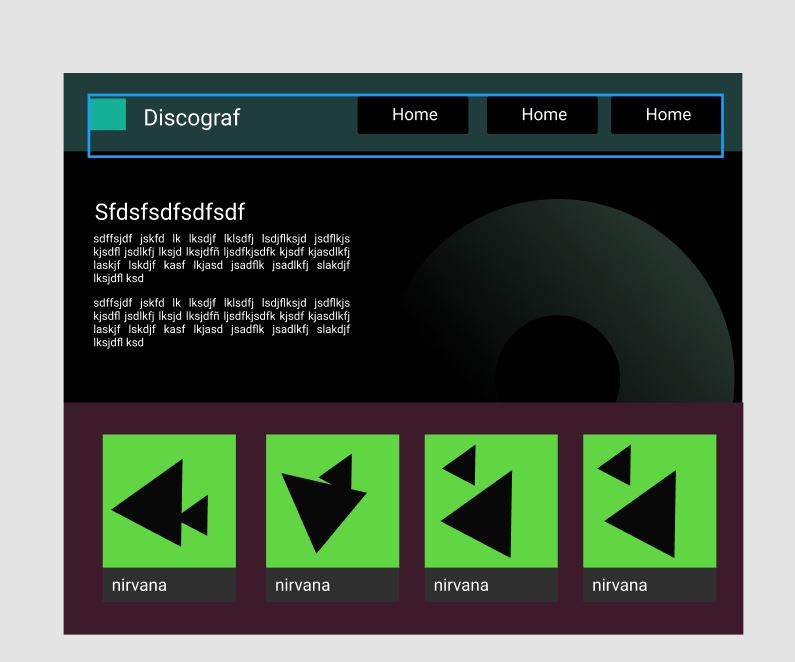 Discograf
Home
Home
Home
Sfdsfsdfsdfsdf
sdffsjdf jskfd lk lksdjf lklsdfj lsdjflksjd jsdflkjs
kjsdfl jsdlkfj lksjd lksjdfñ ljsdfkjsdfk kjsdf kjasdlkfj
laskjf lskdjf kasf lkjasd jsadflk jsadlkfj slakdjf
lksjdfl ksd
sdffsjdf jskfd lk lksdjf lklsdfj lsdjflksjd jsdflkjs
kjsdfl jsdlkfj lksjd lksjdfñ ljsdfkjsdfk kjsdf kjasdlkfj
laskjf lskdjf kasf lkjasd jsadflk jsadlkfj slakdjf
lksjdfl ksd
nirvana
nirvana
nirvana
nirvana